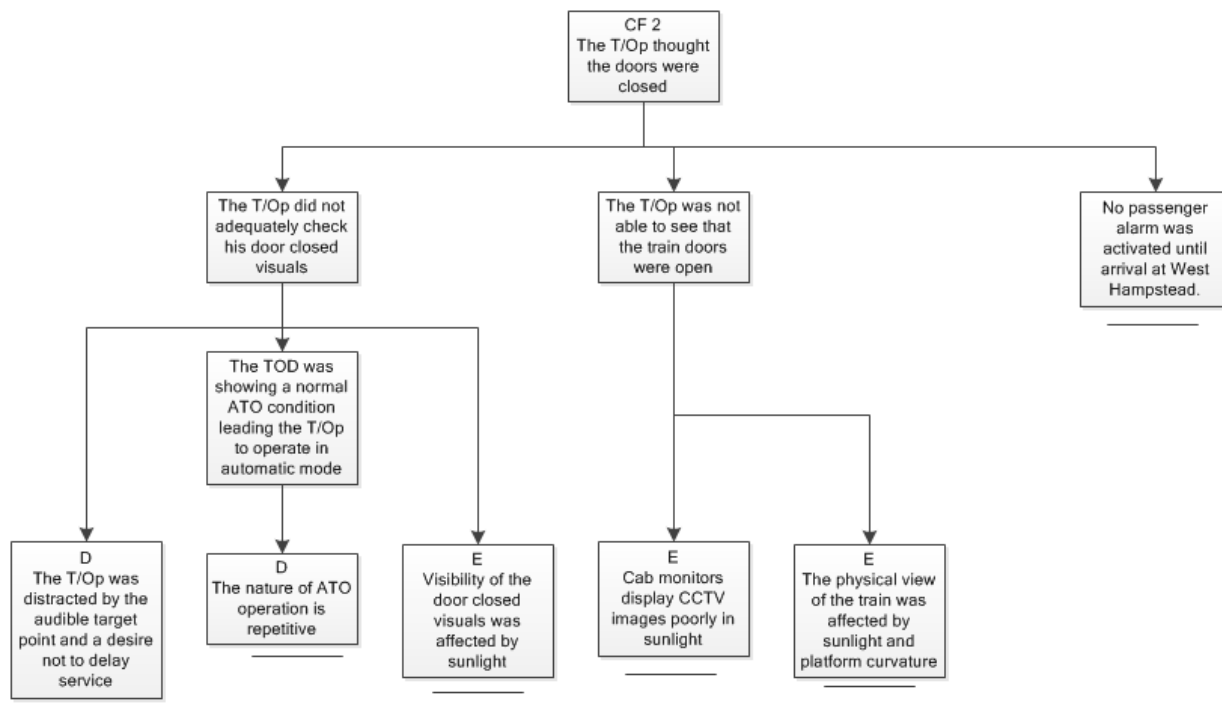 CF 2
The T/Op thought
the doors were
closed
The T/Op did not
adequately check
his door closed
visuals
The T/Op was not
able to see that
the train doors
were open
No passenger
alarm was
activated until
arrival at West
Hampstead.
The TOD was
showing a normal
ATO condition
leading the T/Op
to operate in
automatic mode
D
The T/Op was
distracted by the
audible target
point and a desire
not to delay
service
D
The nature of ATO
operation is
repetitive
E
Visibility of the
door closed
visuals was
affected by
sunlight
E
Cab monitors
display CCTV
images poorly in
sunlight
E
The physical view
of the train was
affected by
sunlight and
platform curvature